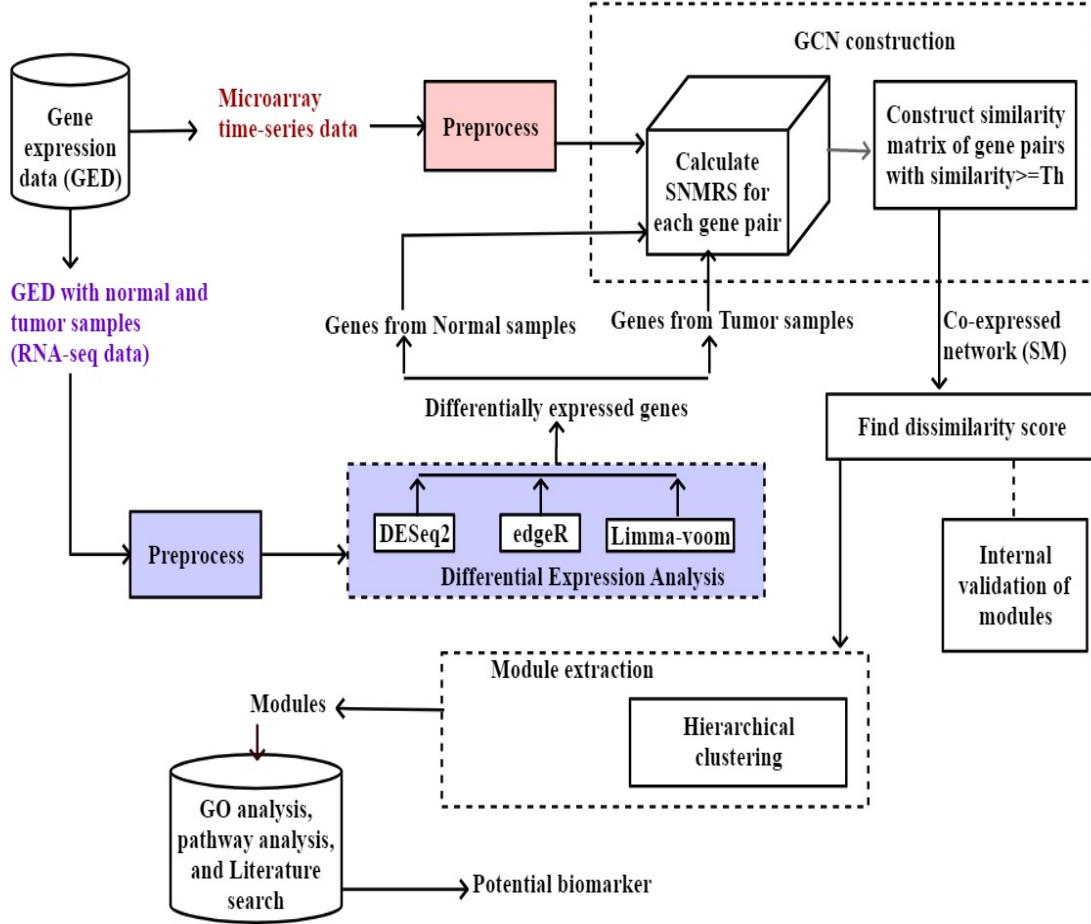 GCN construction
Gene
expression
data (GED)
Microarray
time-series data
Preprocess
Calculate
SNMRS for
each gene pair
Construct similarity
matrix of gene pairs
with similarity>=Th
GED with normal and
tumor samples
(RNA-seq data)
Genes from Normal samples
Genes from Tumor samples
Co-expressed
network (SM)
Differentially expressed genes
Find dissimilarity score
Preprocess
DESeq2
edgeR
Limma-voom
Differential Expression Analysis
Internal
validation of
modules
Module extraction
Hierarchical
clustering
Modules
GO analysis,
pathway analysis,
and Literature
search
Potential biomarker